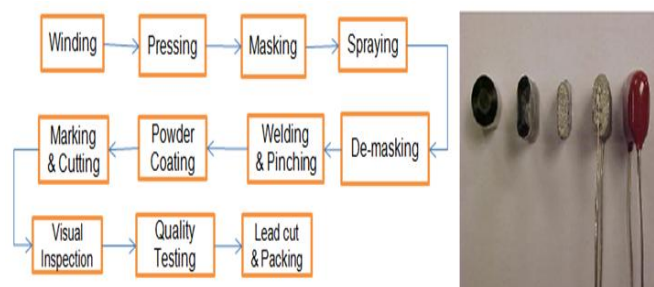 Winding
Pressing
Masking
Spraying
De-masking
Welding
& Pinching
Powder
Coating
Marking
& Cutting
Visual
Inspection
Quality
Testing
Lead cut
& Packing